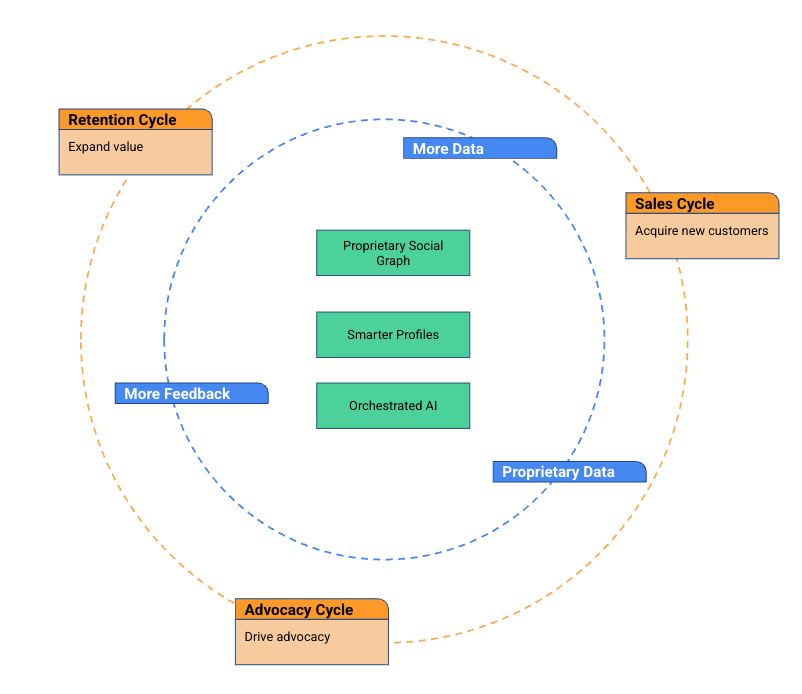 Retention Cycle
Expand value
More Data
Sales Cycle
Acquire new customers
Proprietary Social
Graph
Smarter Profiles
More Feedback
Orchestrated AI
Proprietary Data
Advocacy Cycle
Drive advocacy